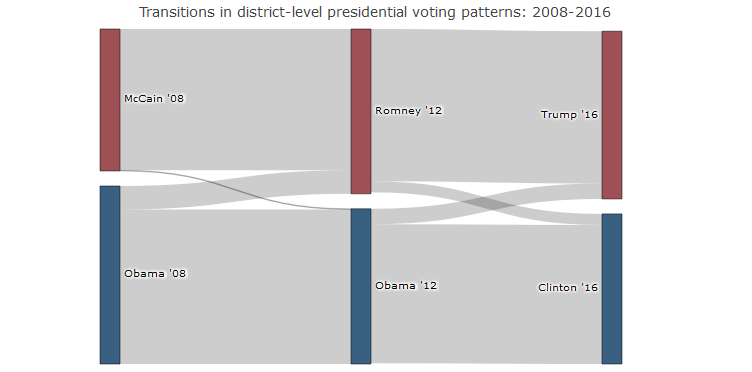 Transitions in district-level presidential voting patterns: 2008-2016
McCain '08
Romney '12
Trump '16
Obama '08
Obama '12
Clinton '16